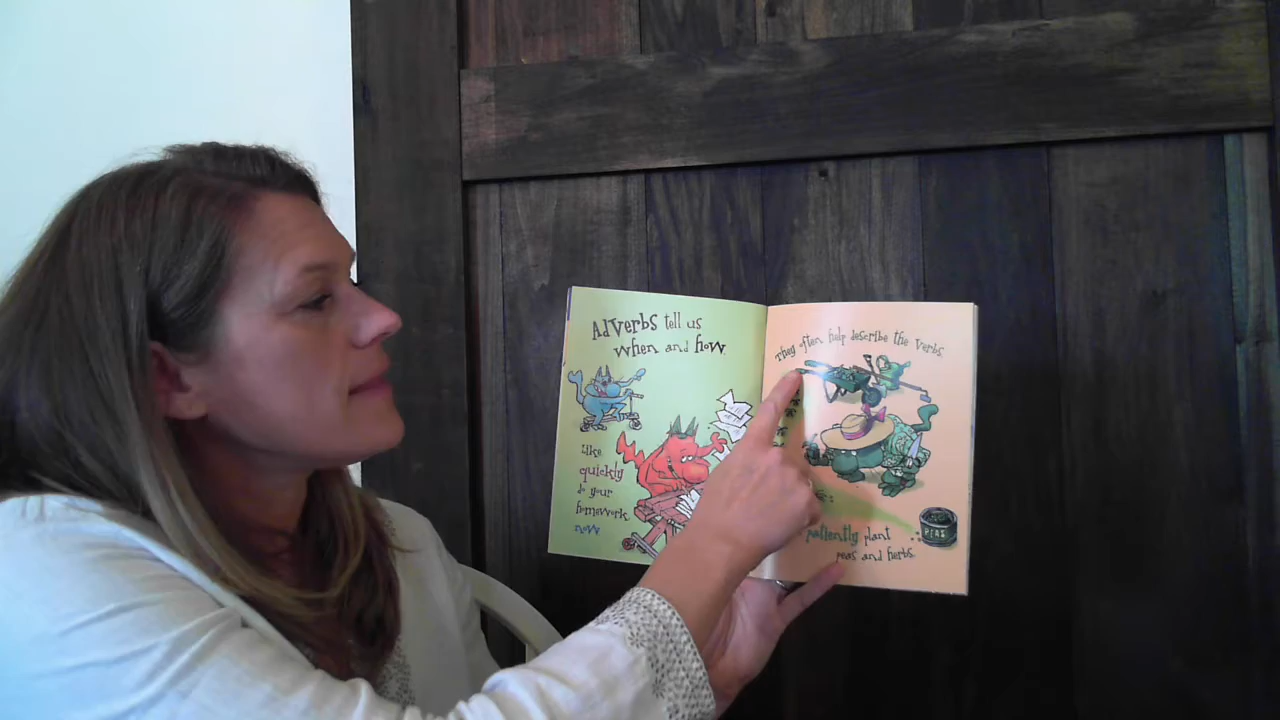 Adverbs tell us
when and how.
Like
quickly
do your
homework
now
They often help describe the verbs.
patiently plant
peas and herbs.
PEAS